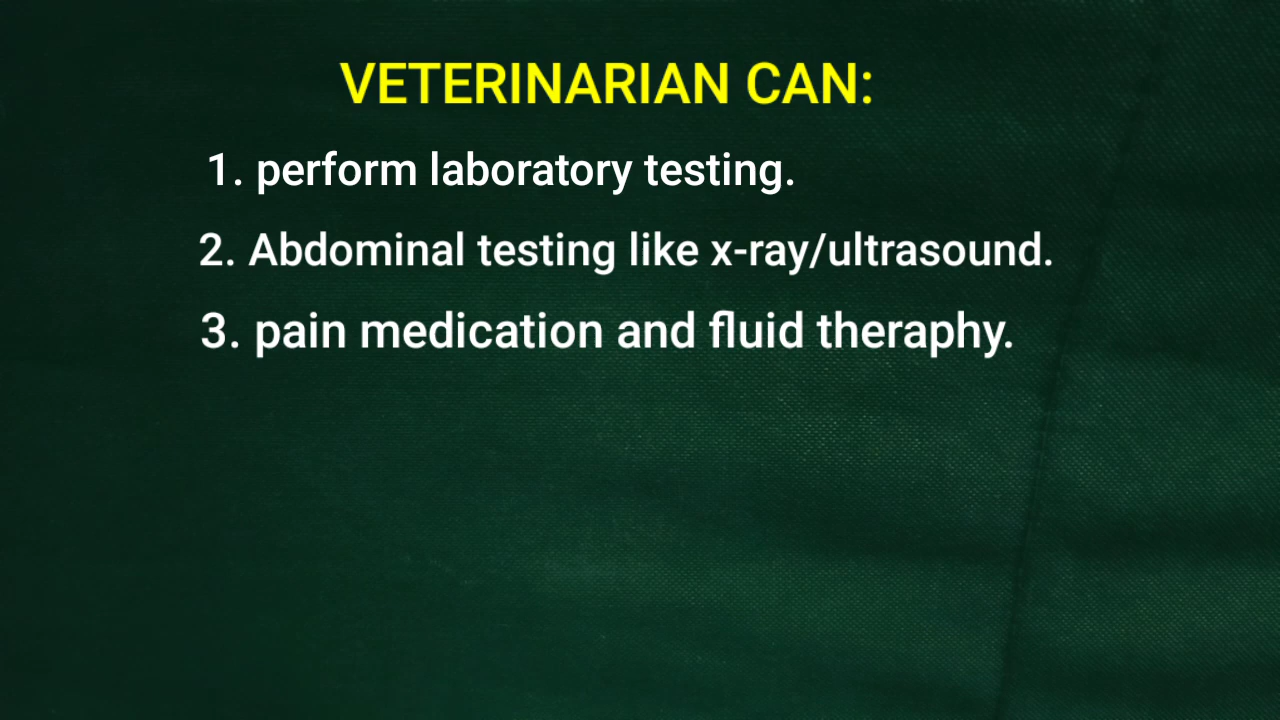 VETERINARIAN CAN:
1. perform laboratory testing.
2. Abdominal testing like x-ray/ultrasound.
3. pain medication and fluid theraphy.